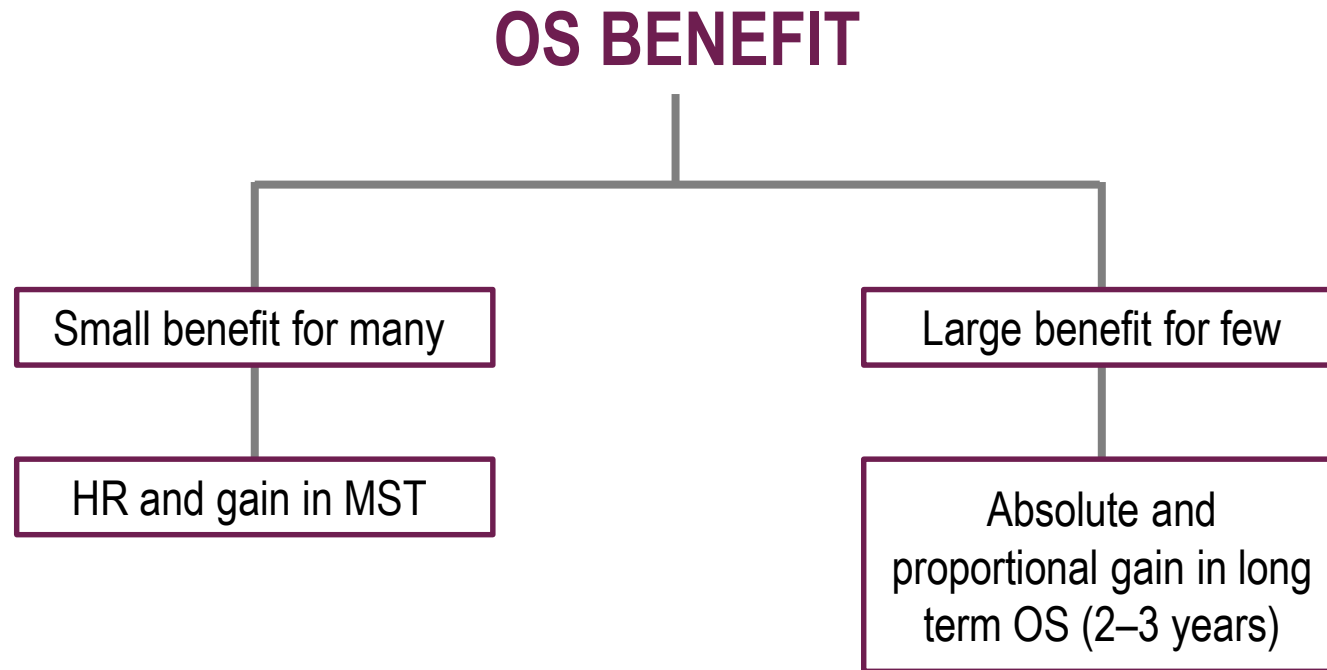 OS BENEFIT
Small benefit for many
Large benefit for few
HR and gain in MST
Absolute and
proportional gain in long
term OS (2–3 years)